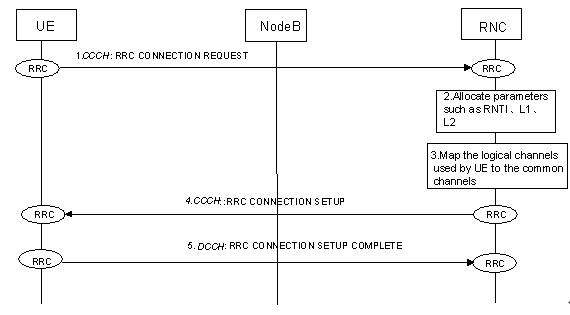 UE NodeB RNC
1.CCCH: RRC CONNECTION REQUEST
RRC RRC
2.Allocate parameters
such as RNTI、L1、
L2
3.Map the logical channels
used by UE to the common
channels
4.CCCH: RRC CONNECTION SETUP
RRC RRC
5. DCCH: RRC CONNECTION SETUP COMPLETE
RRC RRC